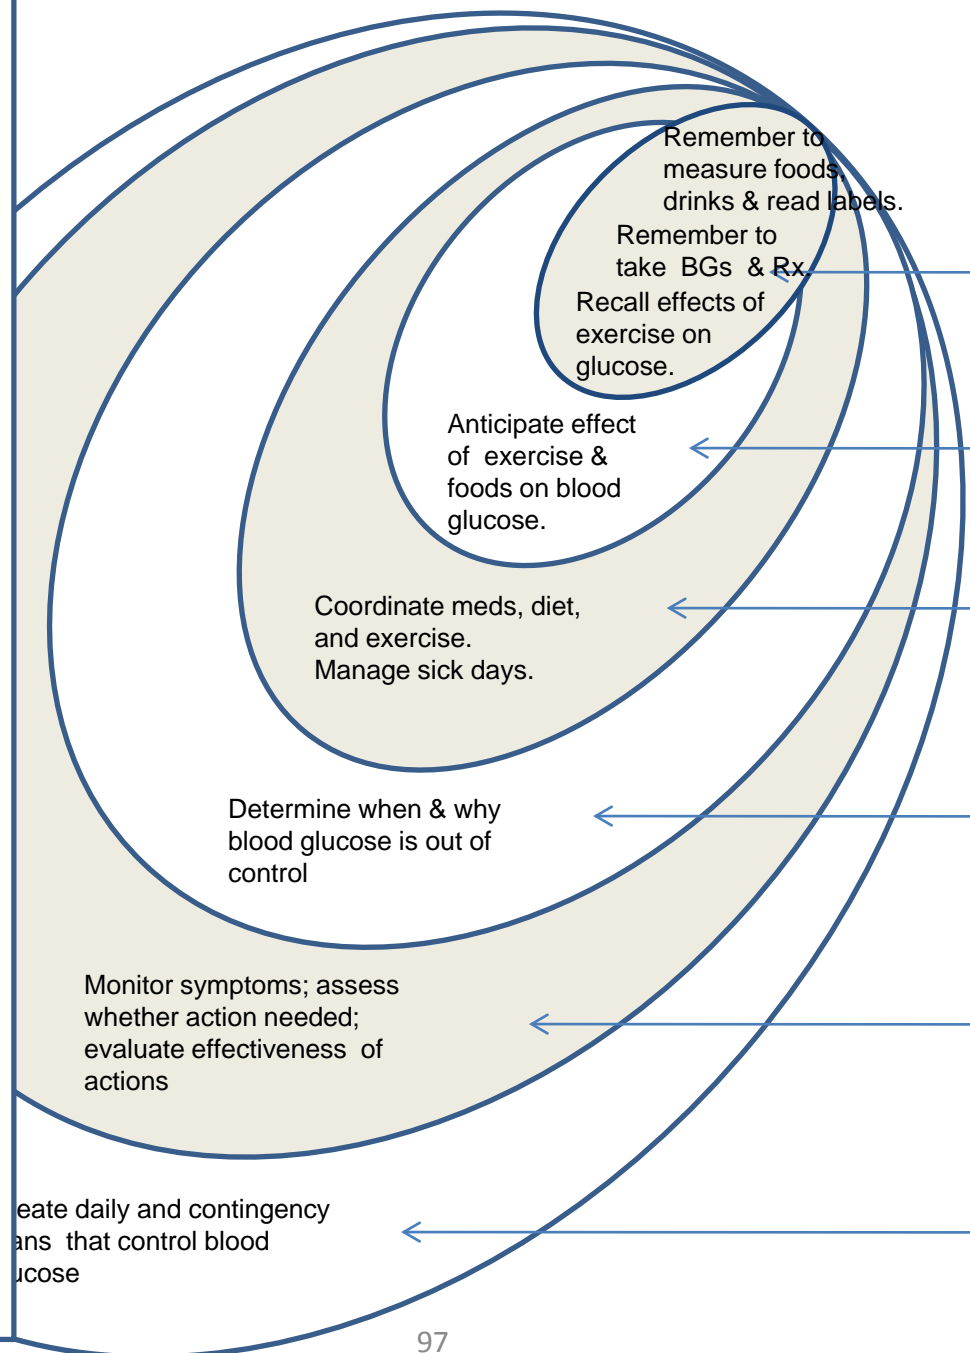 Remember to
measure foods,
drinks & read labels.
Remember to
take BGs & Rx.
Recall effects of
exercise on
glucose.
Anticipate effect
of exercise &
foods on blood
glucose.
Coordinate meds, diet,
and exercise.
Manage sick days.
Determine when & why
blood glucose is out of
control
Monitor symptoms; assess
whether action needed;
evaluate effectiveness of
actions
eate daily and contingency
ans that control blood
ucose
97